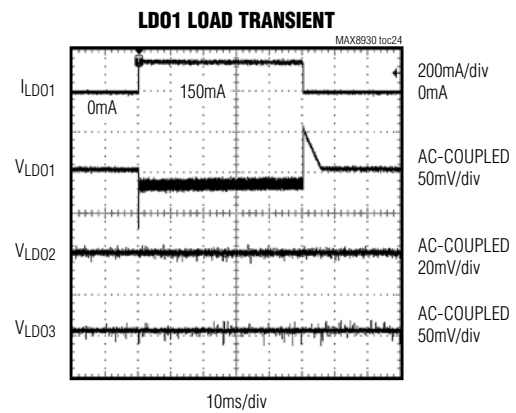 LDO1 LOAD TRANSIENT
MAX8930 toc24
ILDO1
0mA
150mA
200mA/div
0mA
VLDO1
AC-COUPLED
50mV/div
VLDO2
AC-COUPLED
20mV/div
VLDO3
AC-COUPLED
50mV/div
10ms/div